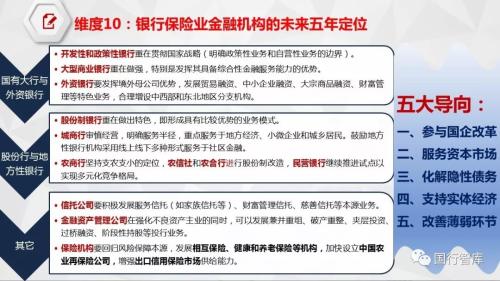 维度10：银行保险业金融机构的未来五年定位
国有大行与
外资银行
• 开发性和政策性银行重在贯彻国家战略（明确政策性业务和自营性业务的边界）。
• 大型商业银行重在做强，特别是发挥其具备综合性金融服务能力的优势。
• 外资银行要发挥境外母公司优势，发展贸易融资、中小企业融资、大宗商品融资、财富管
理等特色业务，合理增设中西部和东北地区分支机构。
股份行与地
方性银行
• 股份制银行重在做出特色，即形成具有比较优势的业务模式。
• 城商行审慎经营，明确服务半径，重点服务于地方经济、小微企业和城乡居民。鼓励地方
性银行机构采用线上线下多种形式服务于社区金融。
• 农商行坚持支农支小的定位，农信社和农合行进行股份制改造，民营银行继续推进试点以
实现多元化竞争格局。
其它
• 信托公司要积极发展服务信托（如家族信托等）、财富管理信托、慈善信托等本源业务。
• 金融资产管理公司在强化不良资产主业的同时，可以发展兼并重组、破产重整、夹层投资、
过桥融资、阶段性持股等投行业务。
• 保险机构要回归风险保障本源，发展相互保险、健康和养老保险等机构，加快设立中国农
业再保险公司，增强出口信用保险市场供给能力。
五大导向：
一、参与国企改革
二、服务资本市场
三、化解隐性债务
四、支持实体经济
五、改善薄弱环节
国行智库